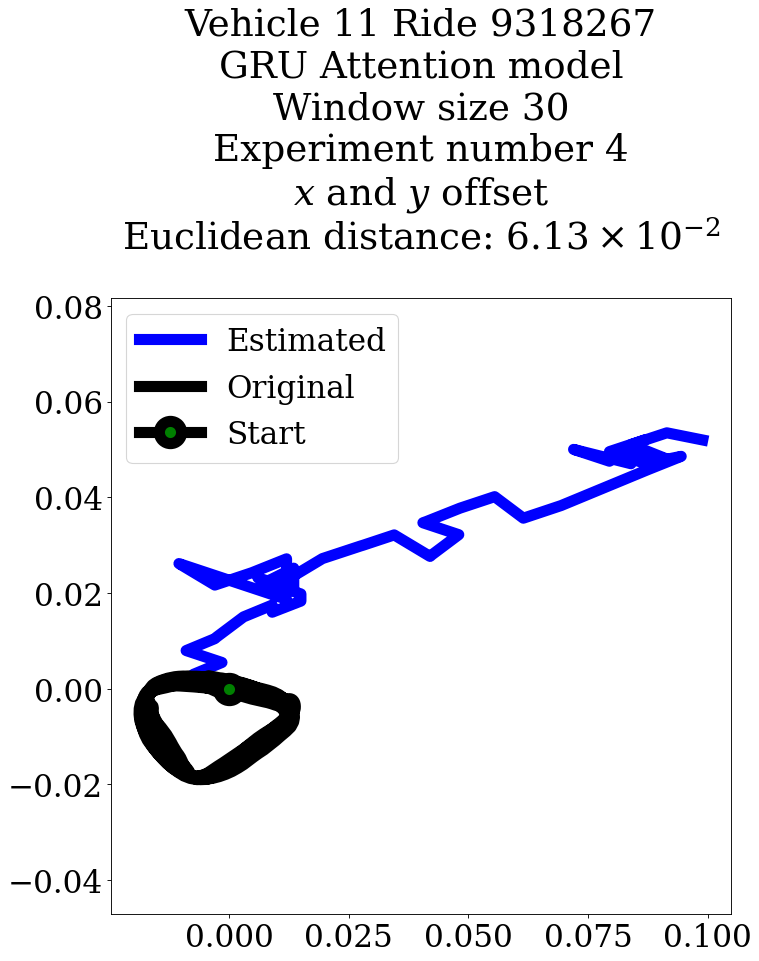 Vehicle 11 Ride 9318267
GRU Attention model
Window size 30
Experiment number 4
x and y offset
Euclidean distance: 6.13 × 10⁻²
0.08
0.06
0.04
0.02
0.00
−0.02
−0.04
Estimated
Original
Start
0.000 0.025 0.050 0.075 0.100